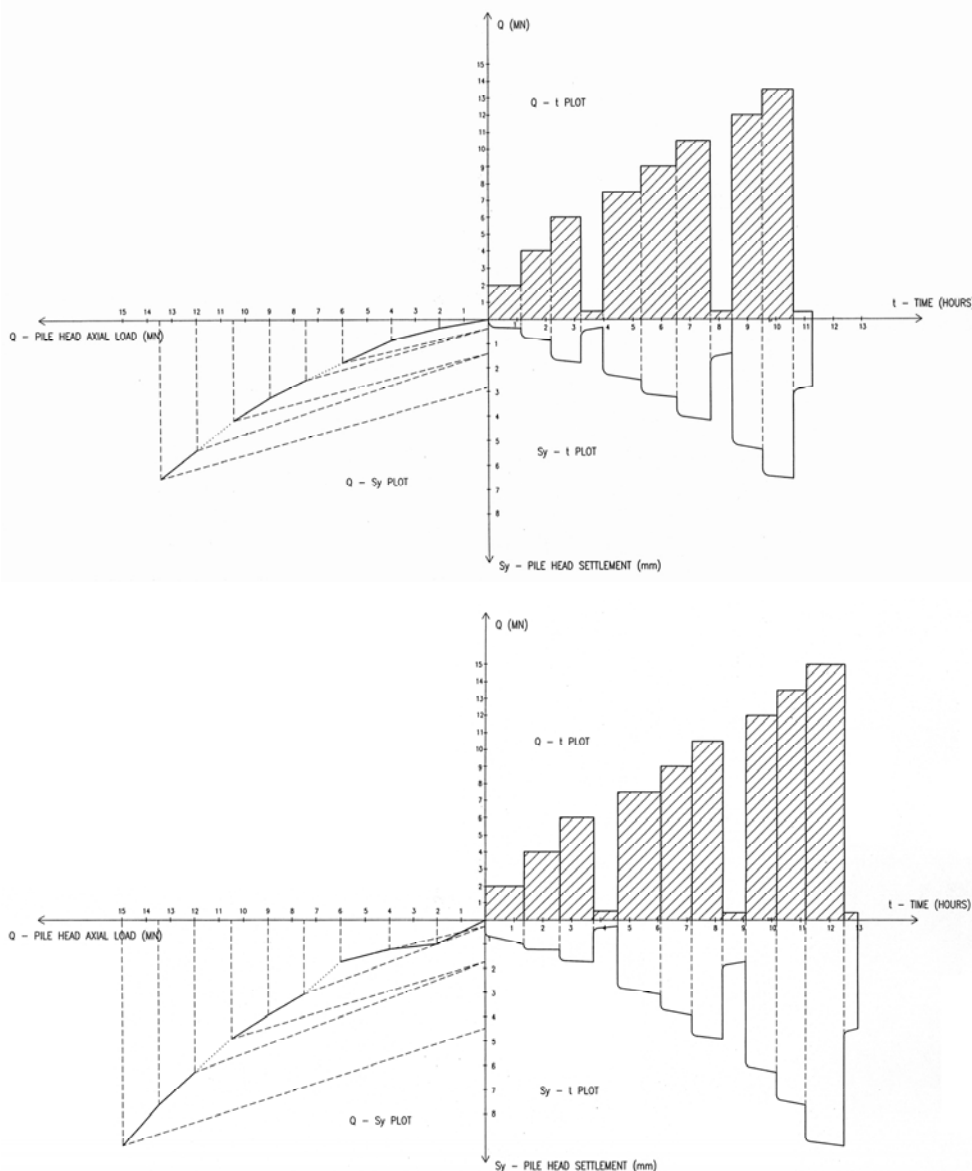 Q (MN)
15
14
13
12
11
10
9
8
7
6
5
4
3
2
1
Q – t PLOT
t – TIME (HOURS)
15 14 13 12 11 10 9 8 7 6 5 4 3 2 1
1 2 3 4 5 6 7 8 9 10 11 12 13
Q – PILE HEAD AXIAL LOAD (MN)
1
2
3
4
5
6
7
8
Sy – t PLOT
Q – Sy PLOT
Sy – PILE HEAD SETTLEMENT (mm)
Q (MN)
15
14
13
12
11
10
9
8
7
6
5
4
3
2
1
Q – t PLOT
t – TIME (HOURS)
15 14 13 12 11 10 9 8 7 6 5 4 3 2 1
1 2 3 4 5 6 7 8 9 10 11 12 13
Q – PILE HEAD AXIAL LOAD (MN)
1
2
3
4
5
6
7
8
Sy – t PLOT
Q – Sy PLOT
Sy – PILE HEAD SETTLEMENT (mm)